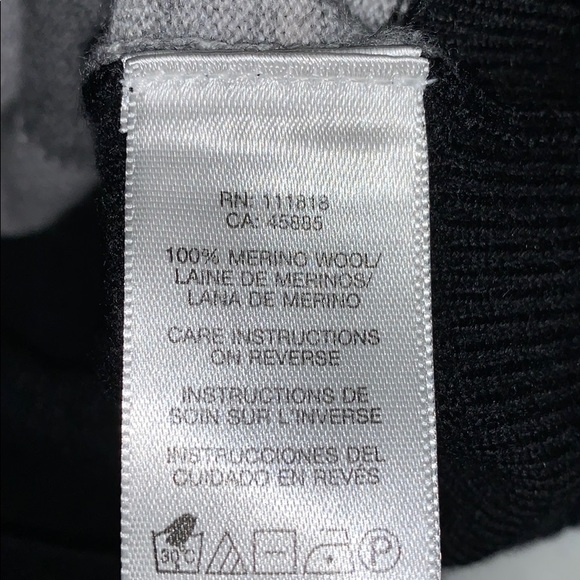 RN: 111818
CA: 45885
100% MERINO WOOL/
LAINE DE MERINOS/
LANA DE MERINO
CARE INSTRUCTIONS
ON REVERSE
INSTRUCTIONS DE
SOIN SUR L'INVERSE
INSTRUCCIONES DEL
CUIDADO EN REVÉS
30°C P